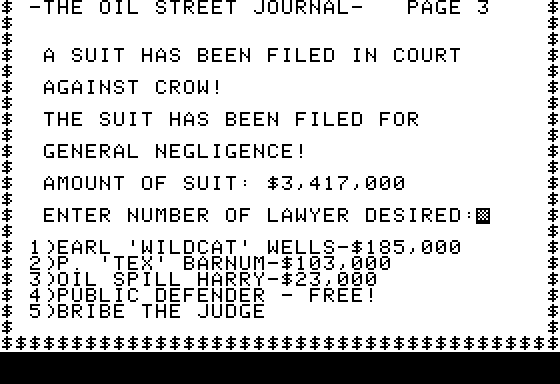 -THE OIL STREET JOURNAL- PAGE 3
A SUIT HAS BEEN FILED IN COURT
AGAINST CROW!
THE SUIT HAS BEEN FILED FOR
GENERAL NEGLIGENCE!
AMOUNT OF SUIT: $3,417,000
ENTER NUMBER OF LAWYER DESIRED:
1)EARL 'WILDCAT' WELLS-$185,000
2)P. 'TEX' BARNUM-$103,000
3)OIL SPILL HARRY-$23,000
4)PUBLIC DEFENDER - FREE!
5)BRIBE THE JUDGE
$$$$$$$$$$$$$$$$$$$$$$$$$$$$$$$$$$$$$$$$